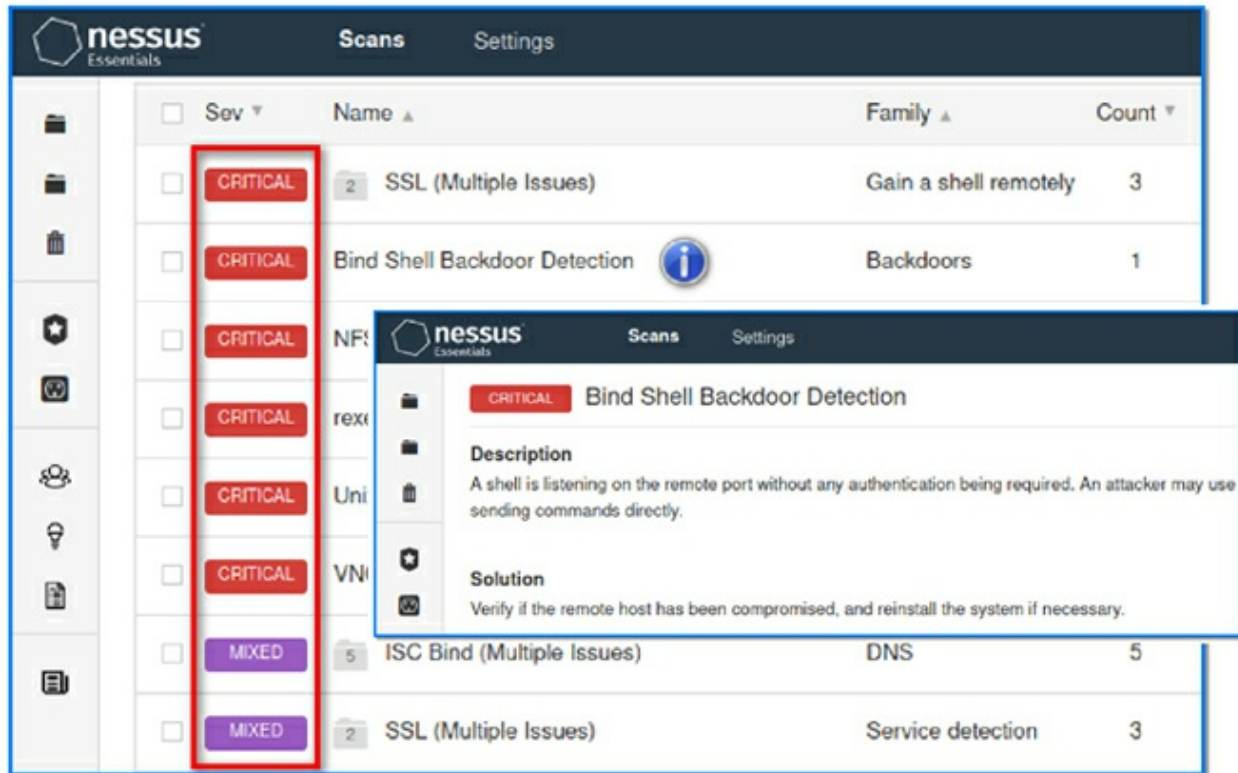 nessus
Essentials
Scans Settings
Sev Name Family Count
CRITICAL 2 SSL (Multiple Issues) Gain a shell remotely 3
CRITICAL Bind Shell Backdoor Detection i Backdoors 1
CRITICAL NFS
CRITICAL rexe
CRITICAL Uni
CRITICAL VN
MIXED 5 ISC Bind (Multiple Issues) DNS 5
MIXED 2 SSL (Multiple Issues) Service detection 3
nessus
Essentials
Scans Settings
CRITICAL Bind Shell Backdoor Detection
Description
A shell is listening on the remote port without any authentication being required. An attacker may use
sending commands directly.
Solution
Verify if the remote host has been compromised, and reinstall the system if necessary.